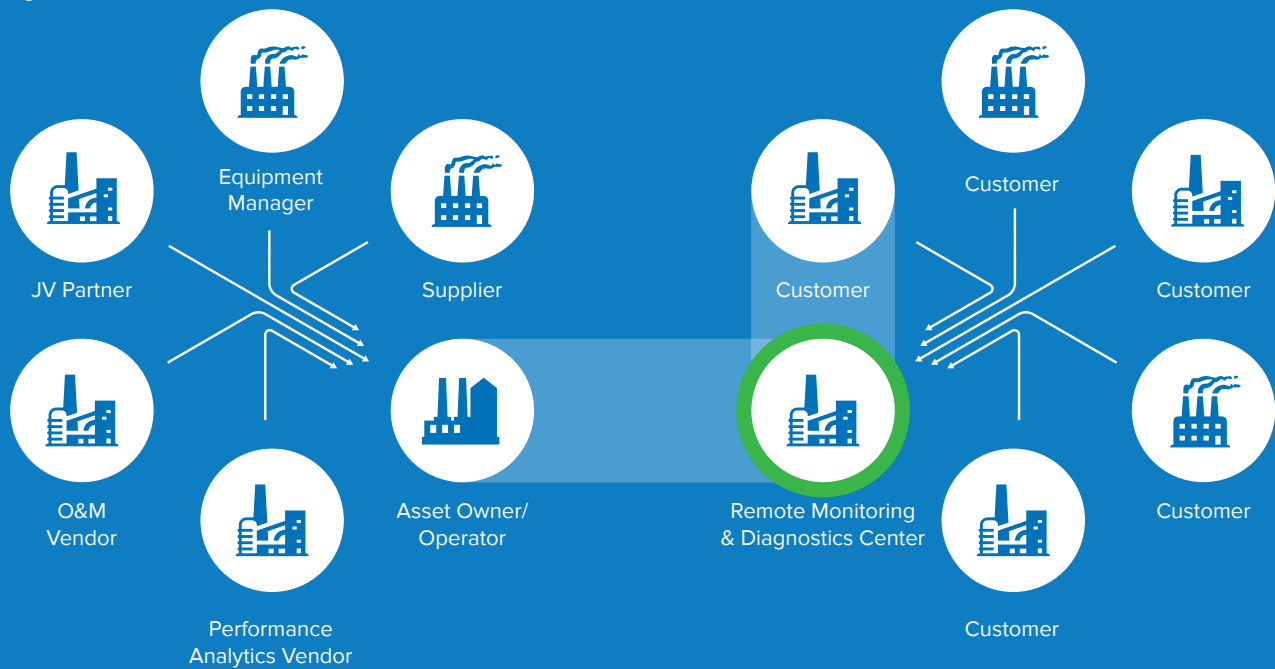 Equipment
Manager
JV Partner
Supplier
O&M
Vendor
Performance
Analytics Vendor
Asset Owner/
Operator
Customer
Customer
Customer
Remote Monitoring
& Diagnostics Center
Customer
Customer